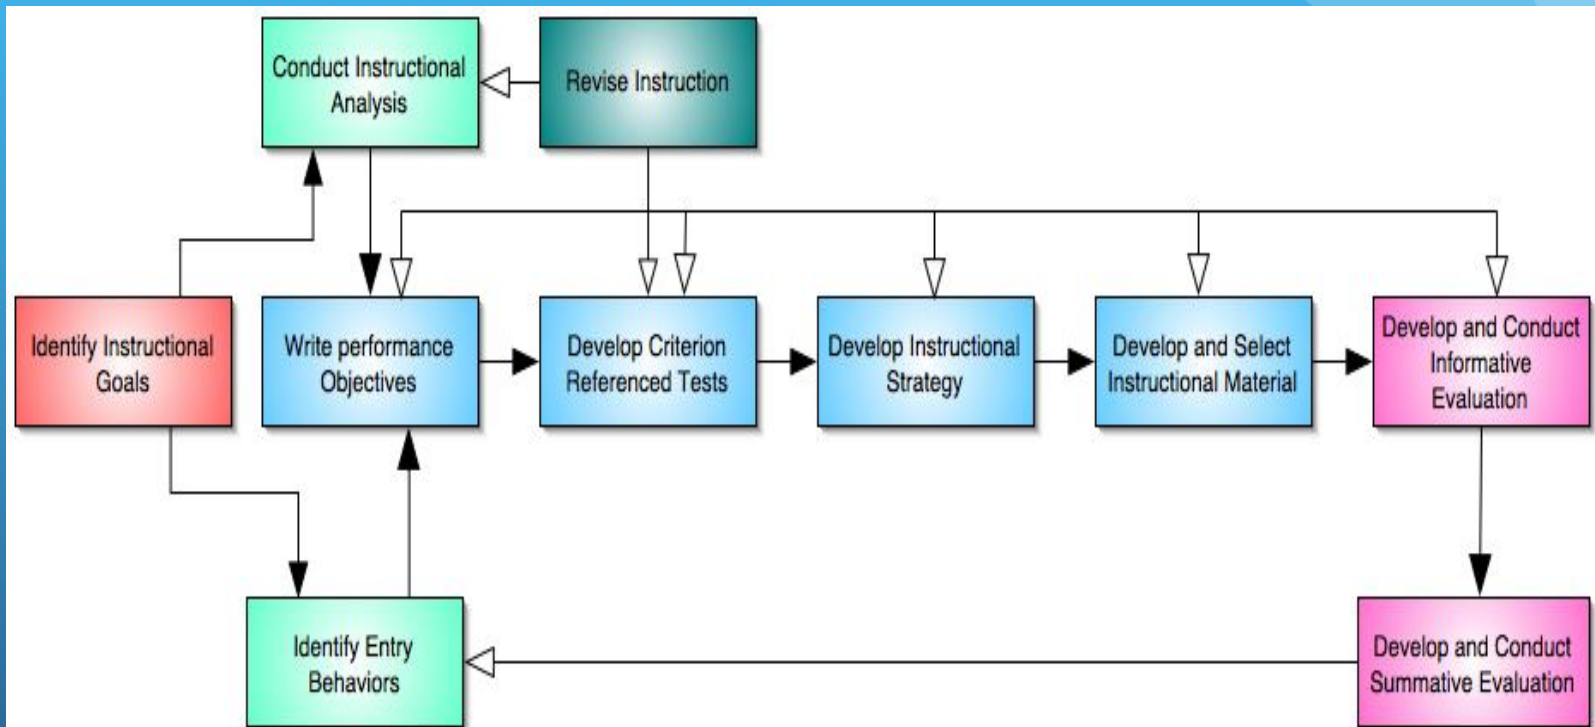 Conduct Instructional
Analysis
Revise Instruction
Identify Instructional
Goals
Write performance
Objectives
Develop Criterion
Referenced Tests
Develop Instructional
Strategy
Develop and Select
Instructional Material
Develop and Conduct
Informative
Evaluation
Identify Entry
Behaviors
Develop and Conduct
Summative Evaluation